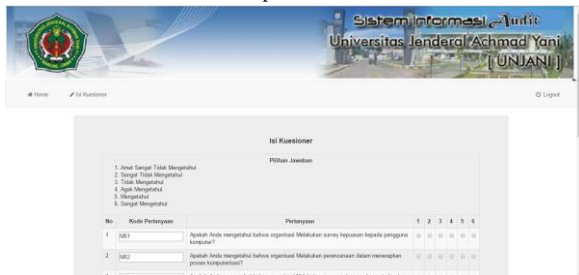 Sistem Informasi Audit
Universitas Jenderal Achmad Yani
[ UNJANI ]
Home Isi Kuesioner Logout
Isi Kuesioner
Pilihan Jawaban
1. Amat Sangat Tidak Mengetahui
2. Sangat Tidak Mengetahui
3. Tidak Mengetahui
4. Agak Mengetahui
5. Mengetahui
6. Sangat Mengetahui
No Kode Pertanyaan Pertanyaan 1 2 3 4 5 6
1 M01 Apakah Anda mengetahui bahwa organisasi Melakukan survey kepuasan kepada pengguna
komputer?
2 M02 Apakah Anda mengetahui bahwa organisasi Melakukan perencanaan dalam menerapkan
proses komputerisasi?